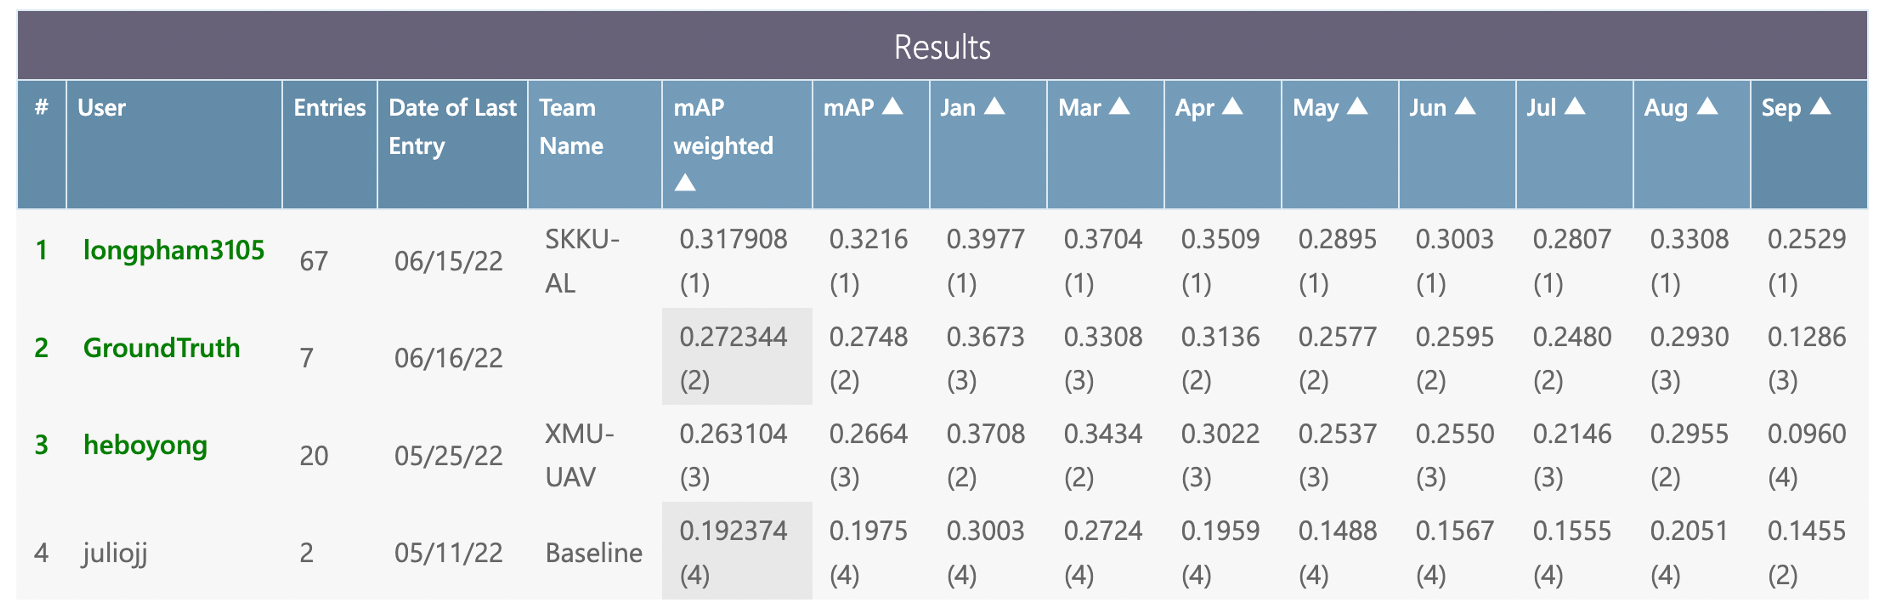 Results
# User Entries Date of Last Entry Team Name mAP weighted ▲ mAP ▲ Jan ▲ Mar ▲ Apr ▲ May ▲ Jun ▲ Jul ▲ Aug ▲ Sep ▲
1 longpham3105 67 06/15/22 SKKU-AL 0.317908 (1) 0.3216 (1) 0.3977 (1) 0.3704 (1) 0.3509 (1) 0.2895 (1) 0.3003 (1) 0.2807 (1) 0.3308 (1) 0.2529 (1)
2 GroundTruth 7 06/16/22 0.272344 (2) 0.2748 (2) 0.3673 (3) 0.3308 (3) 0.3136 (2) 0.2577 (2) 0.2595 (2) 0.2480 (2) 0.2930 (3) 0.1286 (3)
3 heboyong 20 05/25/22 XMU-UAV 0.263104 (3) 0.2664 (3) 0.3708 (2) 0.3434 (2) 0.3022 (3) 0.2537 (3) 0.2550 (3) 0.2146 (3) 0.2955 (2) 0.0960 (4)
4 juliojj 2 05/11/22 Baseline 0.192374 (4) 0.1975 (4) 0.3003 (4) 0.2724 (4) 0.1959 (4) 0.1488 (4) 0.1567 (4) 0.1555 (4) 0.2051 (4) 0.1455 (2)